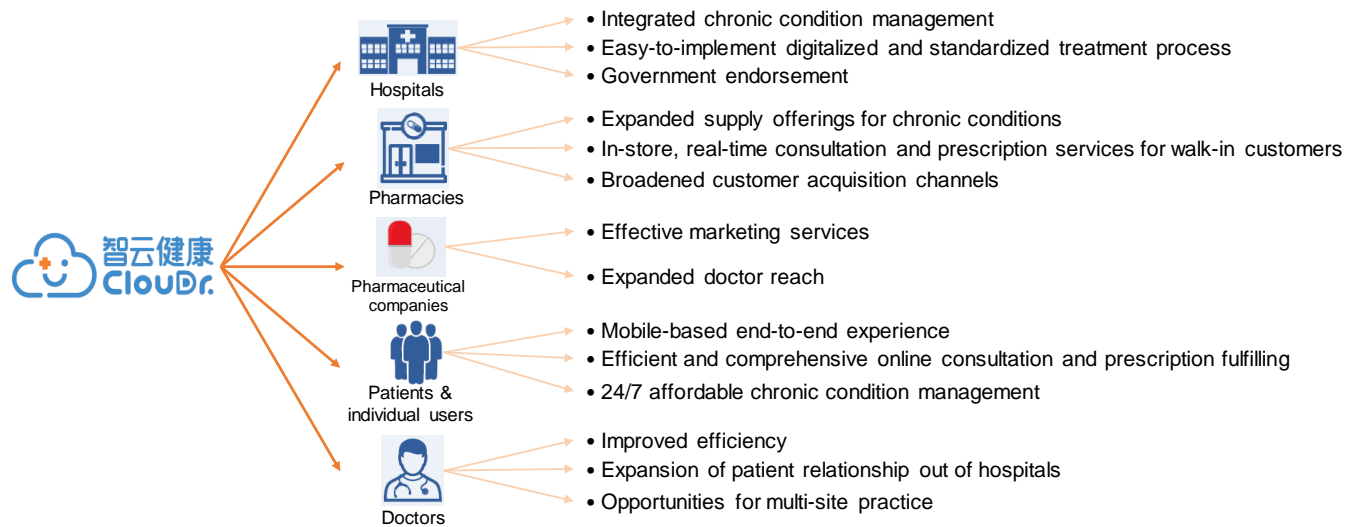 智云健康
ClouDr.
Hospitals
• Integrated chronic condition management
• Easy-to-implement digitalized and standardized treatment process
• Government endorsement
Pharmacies
• Expanded supply offerings for chronic conditions
• In-store, real-time consultation and prescription services for walk-in customers
• Broadened customer acquisition channels
Pharmaceutical
companies
• Effective marketing services
• Expanded doctor reach
Patients &
individual users
• Mobile-based end-to-end experience
• Efficient and comprehensive online consultation and prescription fulfilling
• 24/7 affordable chronic condition management
Doctors
• Improved efficiency
• Expansion of patient relationship out of hospitals
• Opportunities for multi-site practice